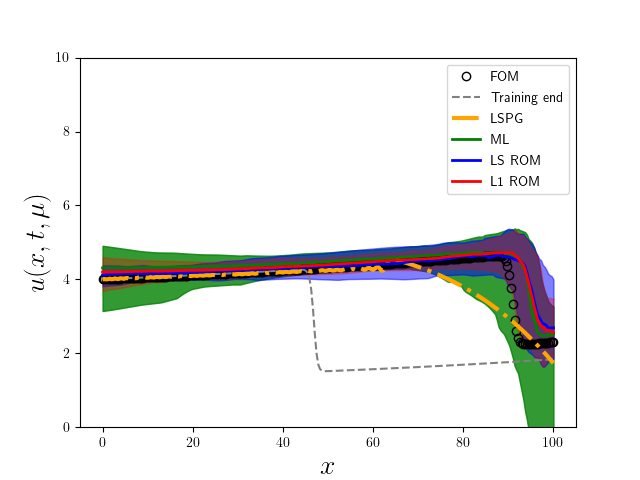 10
8
6
4
2
0
u(x, t, μ)
0 20 40 60 80 100
x
FOM
Training end
LSPG
ML
LS ROM
L1 ROM